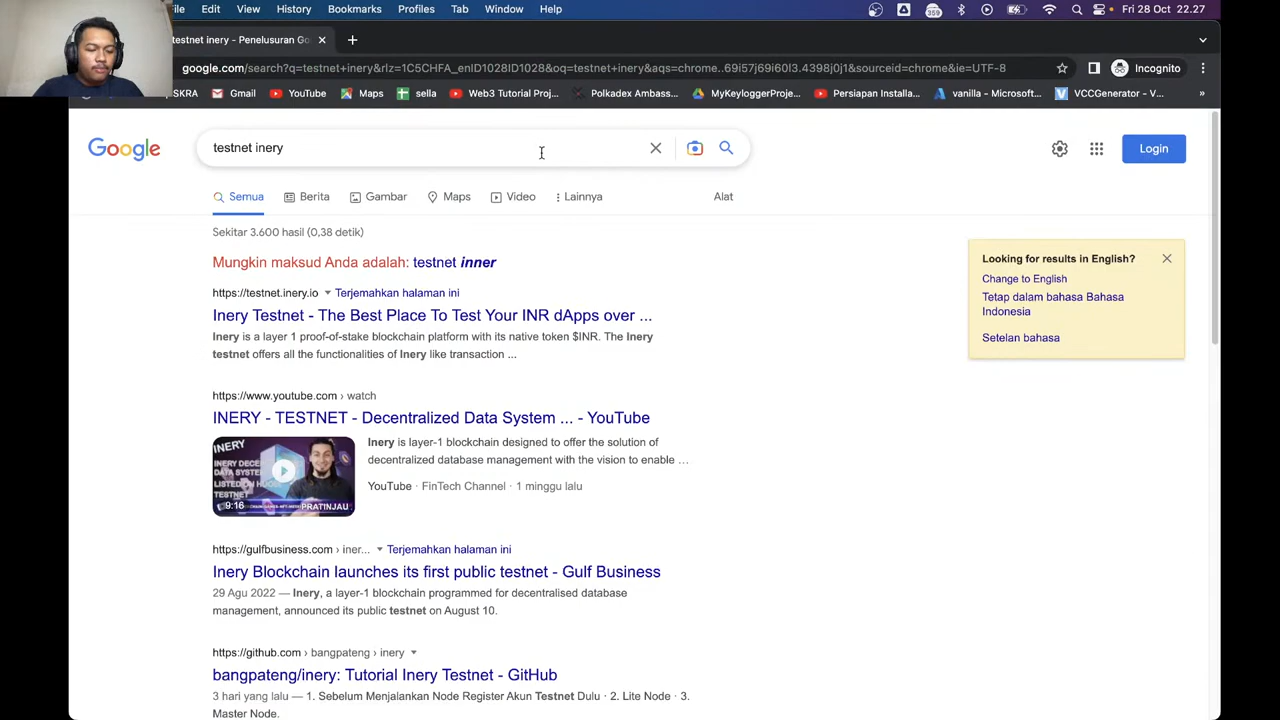 File Edit View History Bookmarks Profiles Tab Window Help 359 Fri 28 Oct 22.27
testnet inery - Penelusuran Go
google.com/search?q=testnet+inery&rlz=1C5CHFA_enID1028ID1028&oq=testnet+inery&aqs=chrome..69i57j69i60l3.4398j0j1&sourceid=chrome&ie=UTF-8 Incognito
SKRA Gmail YouTube Maps sella Web3 Tutorial Proj... Polkadex Ambass... MyKeyloggerProje... Persiapan Installa... vanilla - Microsoft... VCCGenerator - V... »
Google testnet inery Login
Semua Berita Gambar Maps Video Lainnya Alat
Sekitar 3.600 hasil (0,38 detik)
Mungkin maksud Anda adalah: testnet inner
https://testnet.inery.io Terjemahkan halaman ini
Inery Testnet - The Best Place To Test Your INR dApps over ...
Inery is a layer 1 proof-of-stake blockchain platform with its native token $INR. The Inery
testnet offers all the functionalities of Inery like transaction ...
https://www.youtube.com › watch
INERY - TESTNET - Decentralized Data System ... - YouTube
INERY
INERY DECE
DATA SYSTEM
LISTED ON HUOBI
TESTNET
9:16 PRATINJAU
Inery is layer-1 blockchain designed to offer the solution of
decentralized database management with the vision to enable …
YouTube · FinTech Channel · 1 minggu lalu
https://gulfbusiness.com › iner... Terjemahkan halaman ini
Inery Blockchain launches its first public testnet - Gulf Business
29 Agu 2022 — Inery, a layer-1 blockchain programmed for decentralised database
management, announced its public testnet on August 10.
https://github.com › bangpateng › inery
bangpateng/inery: Tutorial Inery Testnet - GitHub
3 hari yang lalu — 1. Sebelum Menjalankan Node Register Akun Testnet Dulu · 2. Lite Node · 3.
Master Node.
Looking for results in English?
Change to English
Tetap dalam bahasa Bahasa
Indonesia
Setelan bahasa